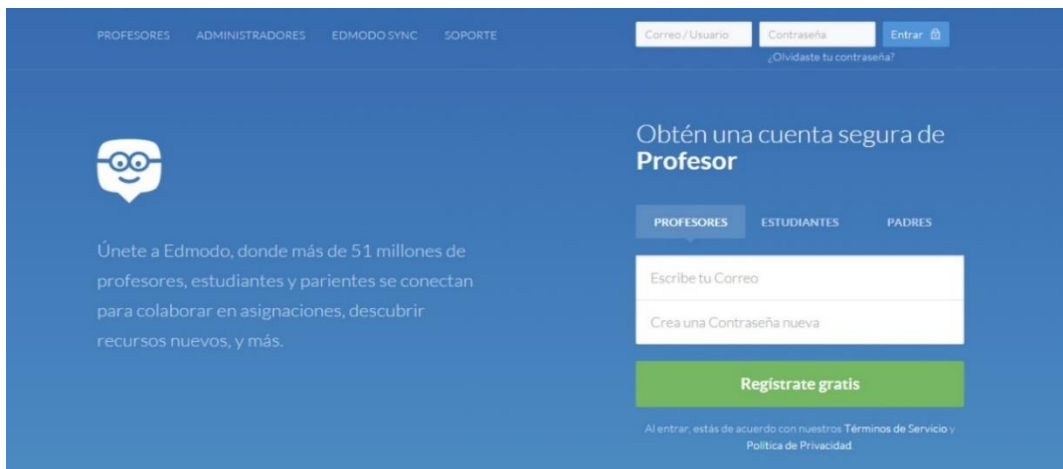 PROFESORES ADMINISTRADORES EDMODO SYNC SOPORTE
Correo / Usuario Contraseña Entrar
¿Olvidaste tu contraseña?
Únete a Edmodo, donde más de 51 millones de
profesores, estudiantes y parientes se conectan
para colaborar en asignaciones, descubrir
recursos nuevos, y más.
Obtén una cuenta segura de
Profesor
PROFESORES ESTUDIANTES PADRES
Escribe tu Correo
Crea una Contraseña nueva
Regístrate gratis
Al entrar, estás de acuerdo con nuestros Términos de Servicio y
Política de Privacidad.